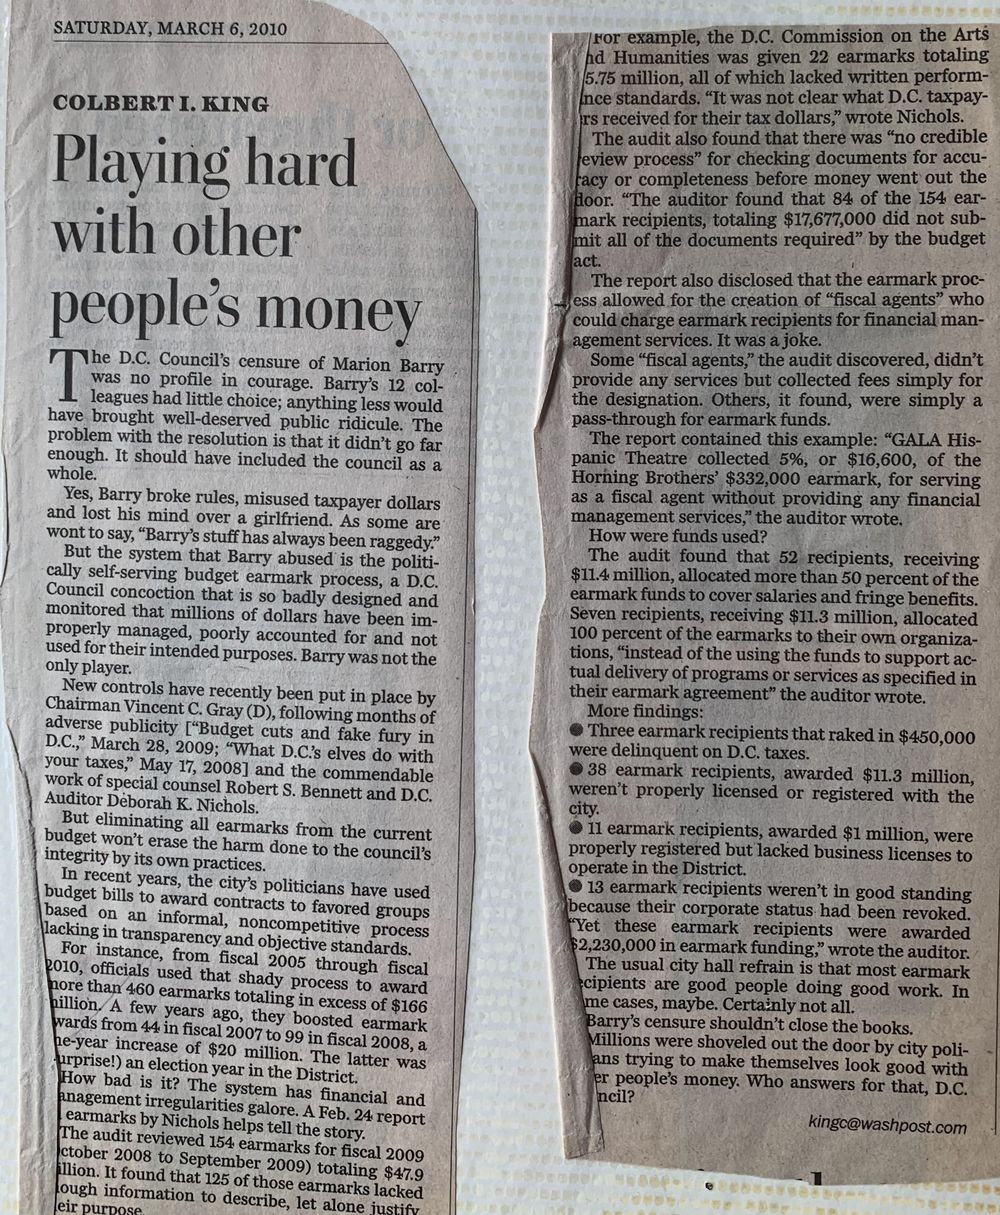 SATURDAY, MARCH 6, 2010
COLBERT I. KING
Playing hard
with other
people's money
The D.C. Council's censure of Marion Barry
was no profile in courage. Barry's 12 col-
leagues had little choice; anything less would
have brought well-deserved public ridicule. The
problem with the resolution is that it didn't go far
enough. It should have included the council as a
whole.
Yes, Barry broke rules, misused taxpayer dollars
and lost his mind over a girlfriend. As some are
wont to say, "Barry's stuff has always been raggedy."
But the system that Barry abused is the politi-
cally self-serving budget earmark process, a D.C.
Council concoction that is so badly designed and
monitored that millions of dollars have been im-
properly managed, poorly accounted for and not
used for their intended purposes. Barry was not the
only player.
New controls have recently been put in place by
Chairman Vincent C. Gray (D), following months of
adverse publicity ["Budget cuts and fake fury in
D.C.," March 28, 2009; "What D.C.'s elves do with
your taxes," May 17, 2008] and the commendable
work of special counsel Robert S. Bennett and D.C.
Auditor Deborah K. Nichols.
But eliminating all earmarks from the current
budget won't erase the harm done to the council's
integrity by its own practices.
In recent years, the city's politicians have used
budget bills to award contracts to favored groups
based on an informal, noncompetitive process
lacking in transparency and objective standards.
For instance, from fiscal 2005 through fiscal
2010, officials used that shady process to award
more than 460 earmarks totaling in excess of $166
million. A few years ago, they boosted earmark
wards from 44 in fiscal 2007 to 99 in fiscal 2008, a
ne-year increase of $20 million. The latter was
urprise!) an election year in the District.
How bad is it? The system has financial and
anagement irregularities galore. A Feb. 24 report
earmarks by Nichols helps tell the story.
The audit reviewed 154 earmarks for fiscal 2009
ctober 2008 to September 2009) totaling $47.9
illion. It found that 125 of those earmarks lacked
ough information to describe, let alone justify
eir purpose
For example, the D.C. Commission on the Arts
nd Humanities was given 22 earmarks totaling
5.75 million, all of which lacked written perform-
nce standards. "It was not clear what D.C. taxpay-
rs received for their tax dollars," wrote Nichols.
The audit also found that there was "no credible
review process" for checking documents for accu-
racy or completeness before money went out the
door. "The auditor found that 84 of the 154 ear-
mark recipients, totaling $17,677,000 did not sub-
mit all of the documents required" by the budget
act.
The report also disclosed that the earmark proc-
ess allowed for the creation of "fiscal agents" who
could charge earmark recipients for financial man-
agement services. It was a joke.
Some "fiscal agents," the audit discovered, didn't
provide any services but collected fees simply for
the designation. Others, it found, were simply a
pass-through for earmark funds.
The report contained this example: "GALA His-
panic Theatre collected 5%, or $16,600, of the
Horning Brothers' $332,000 earmark, for serving
as a fiscal agent without providing any financial
management services," the auditor wrote.
How were funds used?
The audit found that 52 recipients, receiving
$11.4 million, allocated more than 50 percent of the
earmark funds to cover salaries and fringe benefits.
Seven recipients, receiving $11.3 million, allocated
100 percent of the earmarks to their own organiza-
tions, "instead of the using the funds to support ac-
tual delivery of programs or services as specified in
their earmark agreement" the auditor wrote.
More findings:
● Three earmark recipients that raked in $450,000
were delinquent on D.C. taxes.
● 38 earmark recipients, awarded $11.3 million,
weren't properly licensed or registered with the
city.
● 11 earmark recipients, awarded $1 million, were
properly registered but lacked business licenses to
operate in the District.
● 13 earmark recipients weren't in good standing
because their corporate status had been revoked.
"Yet these earmark recipients were awarded
$2,230,000 in earmark funding," wrote the auditor.
The usual city hall refrain is that most earmark
ecipients are good people doing good work. In
me cases, maybe. Certainly not all.
Barry's censure shouldn't close the books.
Millions were shoveled out the door by city poli-
ans trying to make themselves look good with
er people's money. Who answers for that, D.C.
ncil?
kingc@washpost.com